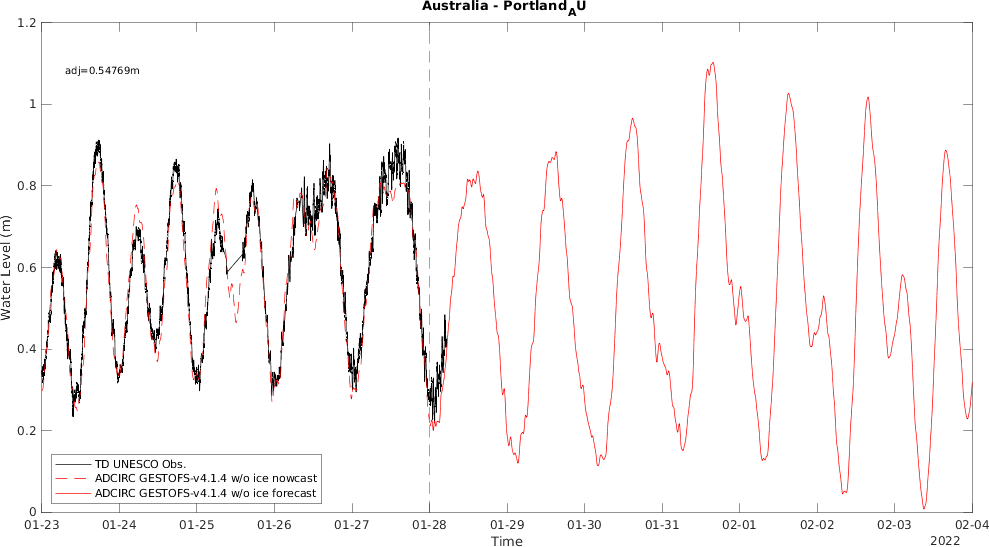 Australia - Portland_AU
1.2
adj=0.54769m
1
0.8
0.6
Water Level (m)
0.4
0.2
0
TD UNESCO Obs.
ADCIRC GESTOFS-v4.1.4 w/o ice nowcast
ADCIRC GESTOFS-v4.1.4 w/o ice forecast
01-23 01-24 01-25 01-26 01-27 01-28 01-29 01-30 01-31 02-01 02-02 02-03 02-04
Time
2022